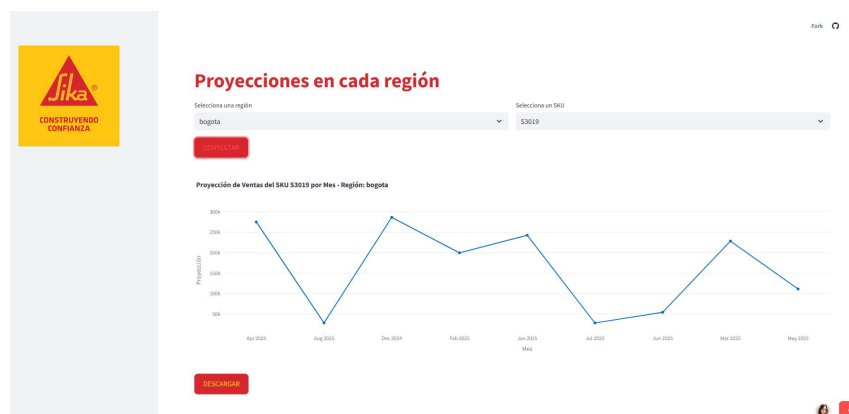 Fork
Sika®
CONSTRUYENDO
CONFIANZA
Proyecciones en cada región
Selecciona una región
Selecciona un SKU
bogota
S3019
CONSULTAR
Proyección de Ventas del SKU S3019 por Mes - Región: bogota
300k
250k
200k
150k
100k
50k
Proyección
Apr 2025
Aug 2025
Dec 2024
Feb 2025
Jan 2025
Jul 2025
Jun 2025
Mar 2025
May 2025
Mes
DESCARGAR